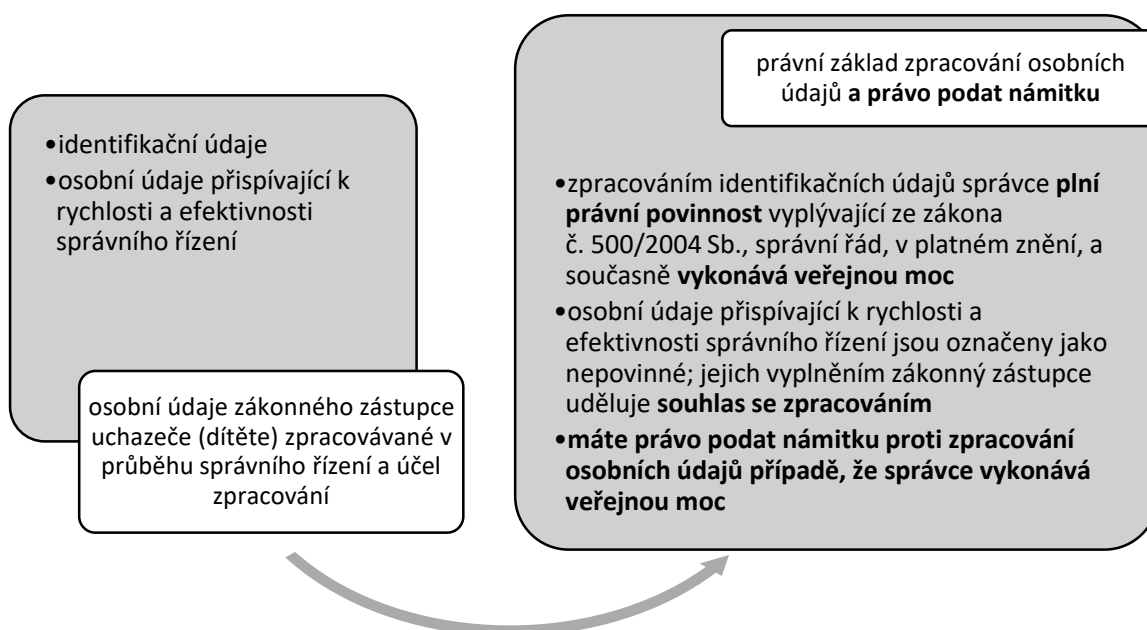 •identifikační údaje
•osobní údaje přispívající k
rychlosti a efektivnosti
správního řízení
osobní údaje zákonného zástupce
uchazeče (dítěte) zpracovávané v
průběhu správního řízení a účel
zpracování
právní základ zpracování osobních
údajů a právo podat námitku
•zpracováním identifikačních údajů správce plní
právní povinnost vyplývající ze zákona
č. 500/2004 Sb., správní řád, v platném znění, a
současně vykonává veřejnou moc
•osobní údaje přispívající k rychlosti a
efektivnosti správního řízení jsou označeny jako
nepovinné; jejich vyplněním zákonný zástupce
uděluje souhlas se zpracováním
•máte právo podat námitku proti zpracování
osobních údajů případě, že správce vykonává
veřejnou moc